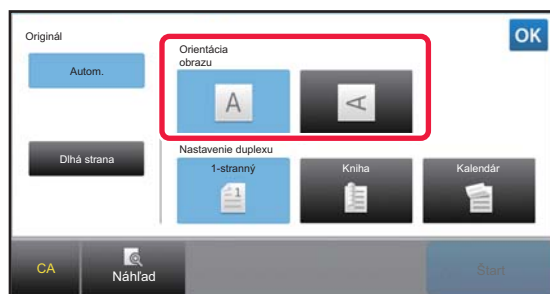 Originál
OK
Orientácia
obrazu
Autom.
A
A
Dlhá strana
Nastavenie duplexu
1-stranný
Kniha
Kalendár
1
CA
Náhľad
Štart